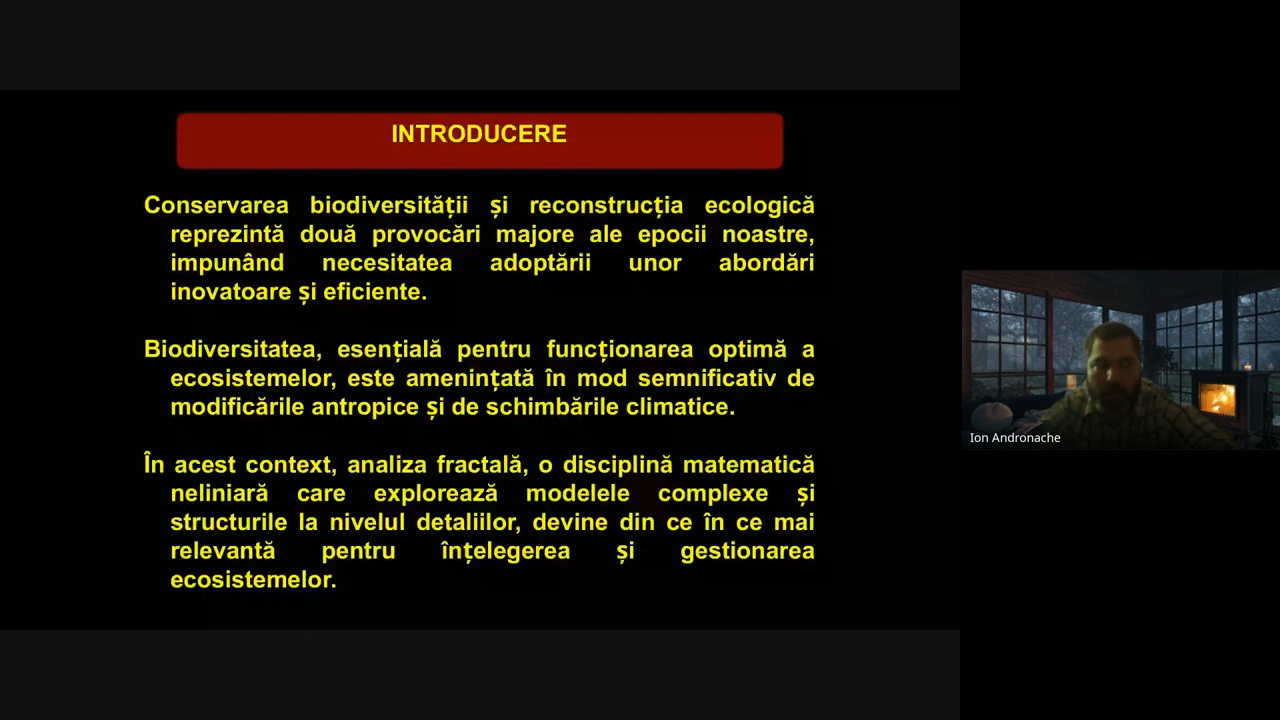 INTRODUCERE
Conservarea biodiversității și reconstrucția ecologică
reprezintă două provocări majore ale epocii noastre,
impunând necesitatea adoptării unor abordări
inovatoare și eficiente.
Biodiversitatea, esențială pentru funcționarea optimă a
ecosistemelor, este amenințată în mod semnificativ de
modificările antropice și de schimbările climatice.
În acest context, analiza fractală, o disciplină matematică
neliniară care explorează modelele complexe și
structurile la nivelul detaliilor, devine din ce în ce mai
relevantă pentru înțelegerea și gestionarea
ecosistemelor.
Ion Andronache